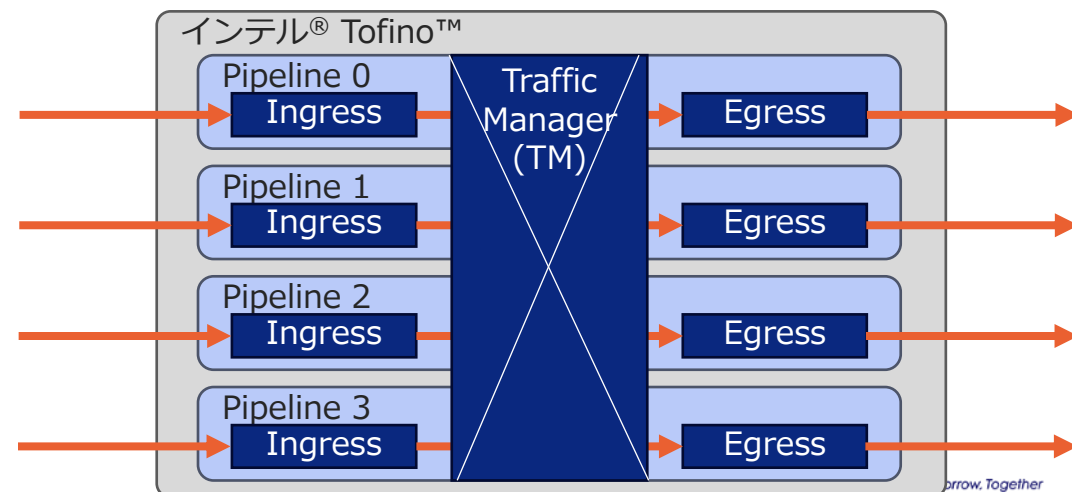 インテル® Tofino™
Pipeline 0
Ingress
Traffic
Manager
(TM)
Egress
Pipeline 1
Ingress
Egress
Pipeline 2
Ingress
Egress
Pipeline 3
Ingress
Egress
Together